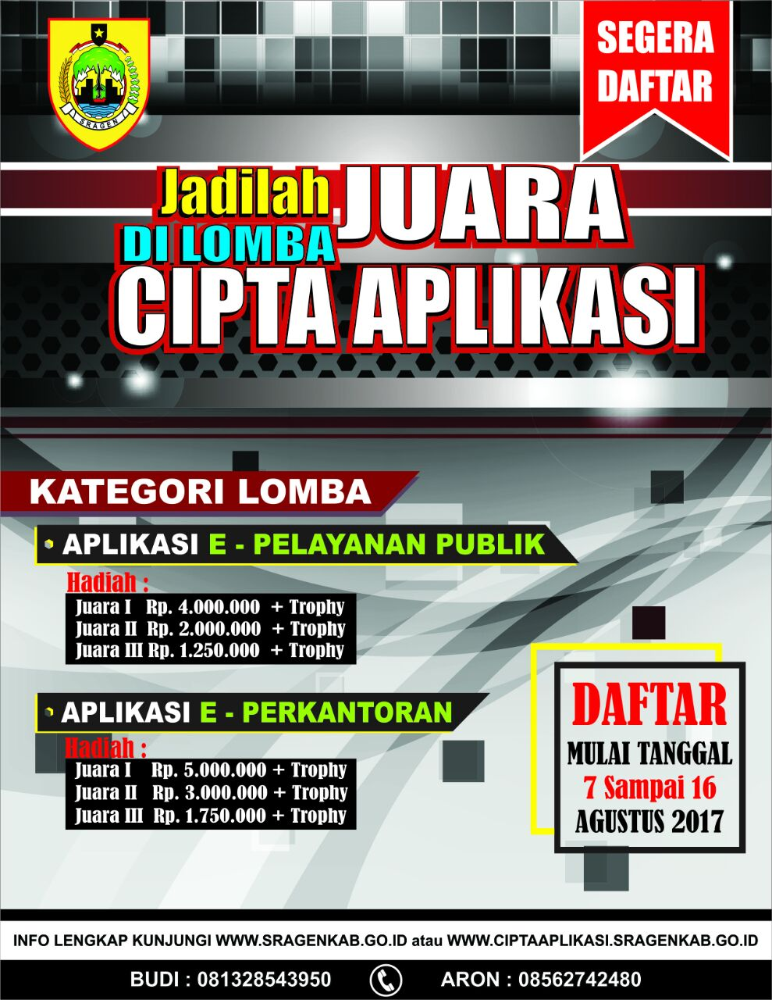 SRAGEN
SEGERA
DAFTAR
Jadilah JUARA
DI LOMBA
CIPTA APLIKASI
KATEGORI LOMBA
APLIKASI E - PELAYANAN PUBLIK
Hadiah :
Juara I Rp. 4.000.000 + Trophy
Juara II Rp. 2.000.000 + Trophy
Juara III Rp. 1.250.000 + Trophy
APLIKASI E - PERKANTORAN
Hadiah :
Juara I Rp. 5.000.000 + Trophy
Juara II Rp. 3.000.000 + Trophy
Juara III Rp. 1.750.000 + Trophy
DAFTAR
MULAI TANGGAL
7 Sampai 16
AGUSTUS 2017
INFO LENGKAP KUNJUNGI WWW.SRAGENKAB.GO.ID atau WWW.CIPTAAPLIKASI.SRAGENKAB.GO.ID
BUDI : 081328543950 ARON : 08562742480